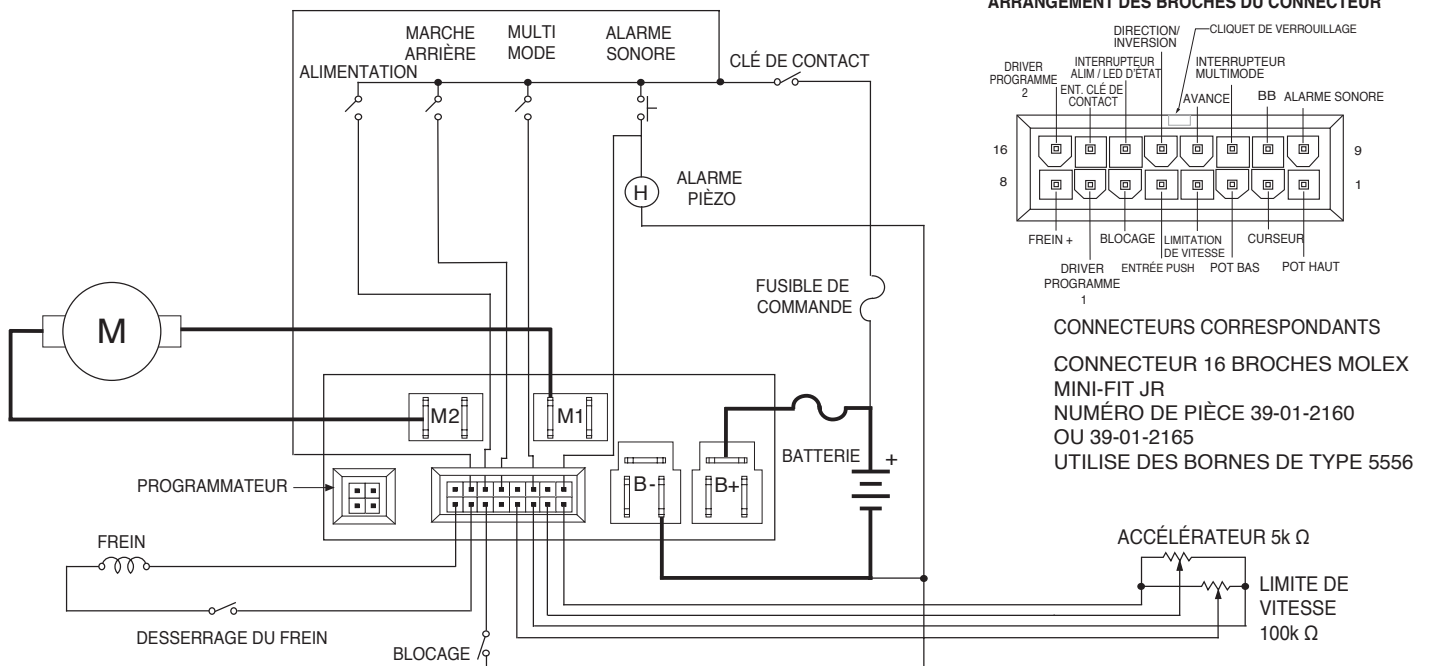 ARRANGEMENT DES BROCHES DU CONNECTEUR
MARCHE
ARRIÈRE
MULTI
MODE
ALARME
SONORE
ALIMENTATION
CLÉ DE CONTACT
DIRECTION/
INVERSION
CLIQUET DE VERROUILLAGE
DRIVER
PROGRAMME
2
INTERRUPTEUR
ALIM / LED D'ÉTAT
ENT. CLÉ DE
CONTACT
INTERRUPTEUR
MULTIMODE
AVANCE
BB
ALARME SONORE
16
9
8
1
FREIN +
DRIVER
PROGRAMME
1
BLOCAGE
ENTRÉE PUSH
LIMITATION
DE VITESSE
POT BAS
CURSEUR
POT HAUT
H
ALARME
PIÈZO
FUSIBLE DE
COMMANDE
M
CONNECTEURS CORRESPONDANTS
CONNECTEUR 16 BROCHES MOLEX
MINI-FIT JR
NUMÉRO DE PIÈCE 39-01-2160
OU 39-01-2165
UTILISE DES BORNES DE TYPE 5556
M2
M1
BATTERIE
+
B-
B+
PROGRAMMATEUR
FREIN
DESSERRAGE DU FREIN
BLOCAGE
ACCÉLÉRATEUR 5k Ω
LIMITE DE
VITESSE
100k Ω